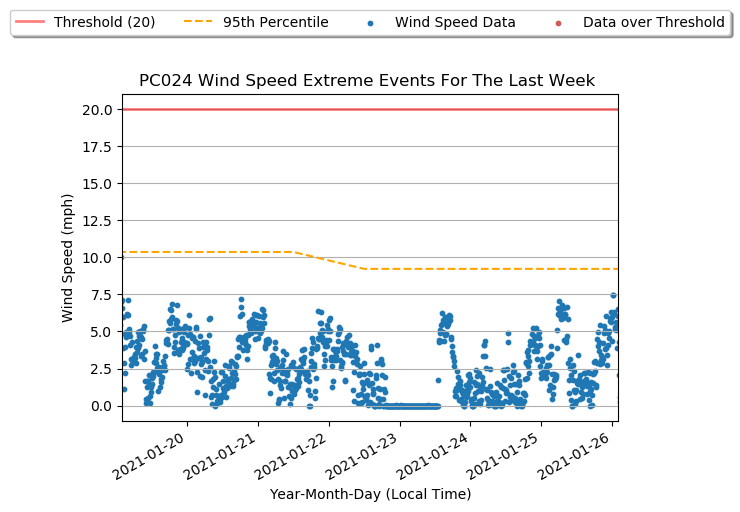 Threshold (20) 95th Percentile Wind Speed Data Data over Threshold
PC024 Wind Speed Extreme Events For The Last Week
20.0
17.5
15.0
12.5
10.0
7.5
5.0
2.5
0.0
Wind Speed (mph)
2021-01-20 2021-01-21 2021-01-22 2021-01-23 2021-01-24 2021-01-25 2021-01-26
Year-Month-Day (Local Time)